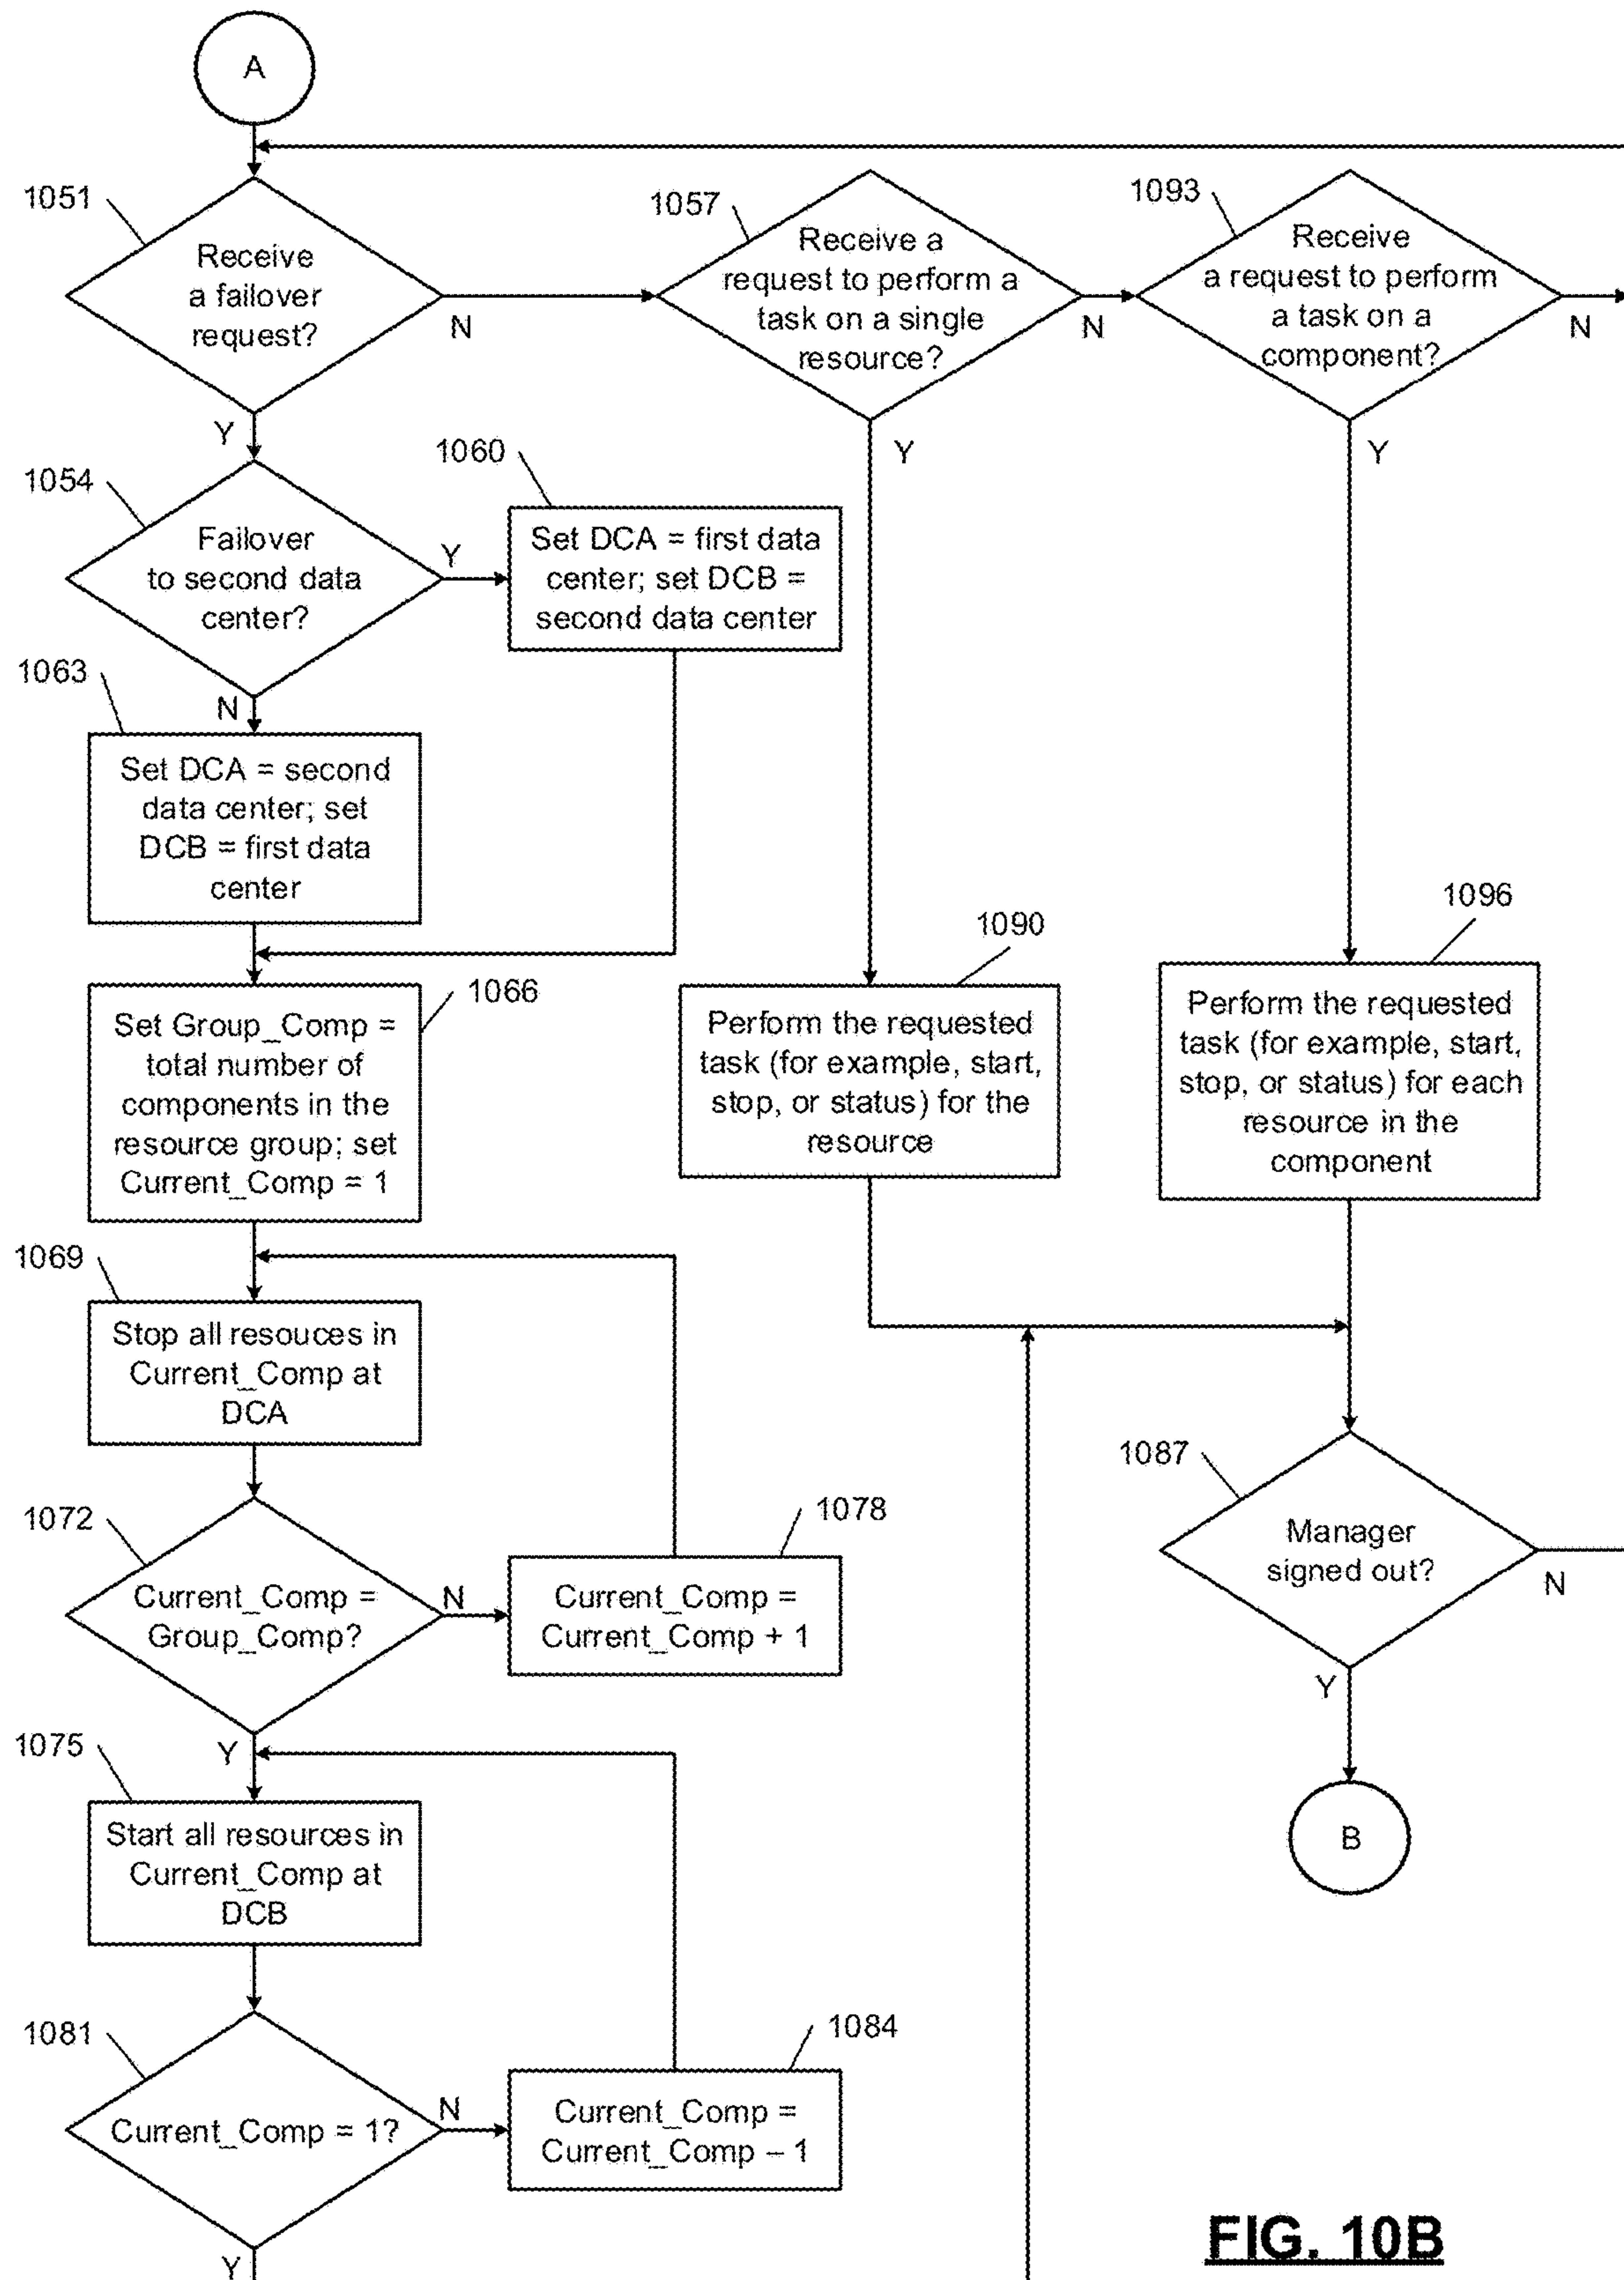 A
1051
Receive
a failover
request?
N
Y
1057
Receive a
request to perform a
task on a single
resource?
N
Y
1093
Receive
a request to perform
a task on a
component?
N
Y
1054
Failover
to second data
center?
Y
N
1060
Set DCA = first data
center; set DCB =
second data center
1063
Set DCA = second
data center; set
DCB = first data
center
1066
Set Group_Comp =
total number of
components in the
resource group; set
Current_Comp = 1
1090
Perform the requested
task (for example, start,
stop, or status) for the
resource
1096
Perform the requested
task (for example, start,
stop, or status) for each
resource in the
component
1069
Stop all resouces in
Current_Comp at
DCA
1072
Current_Comp =
Group_Comp?
N
Y
1078
Current_Comp =
Current_Comp + 1
1087
Manager
signed out?
N
Y
B
1075
Start all resources in
Current_Comp at
DCB
1081
Current_Comp = 1?
N
Y
1084
Current_Comp =
Current_Comp – 1
FIG. 10B